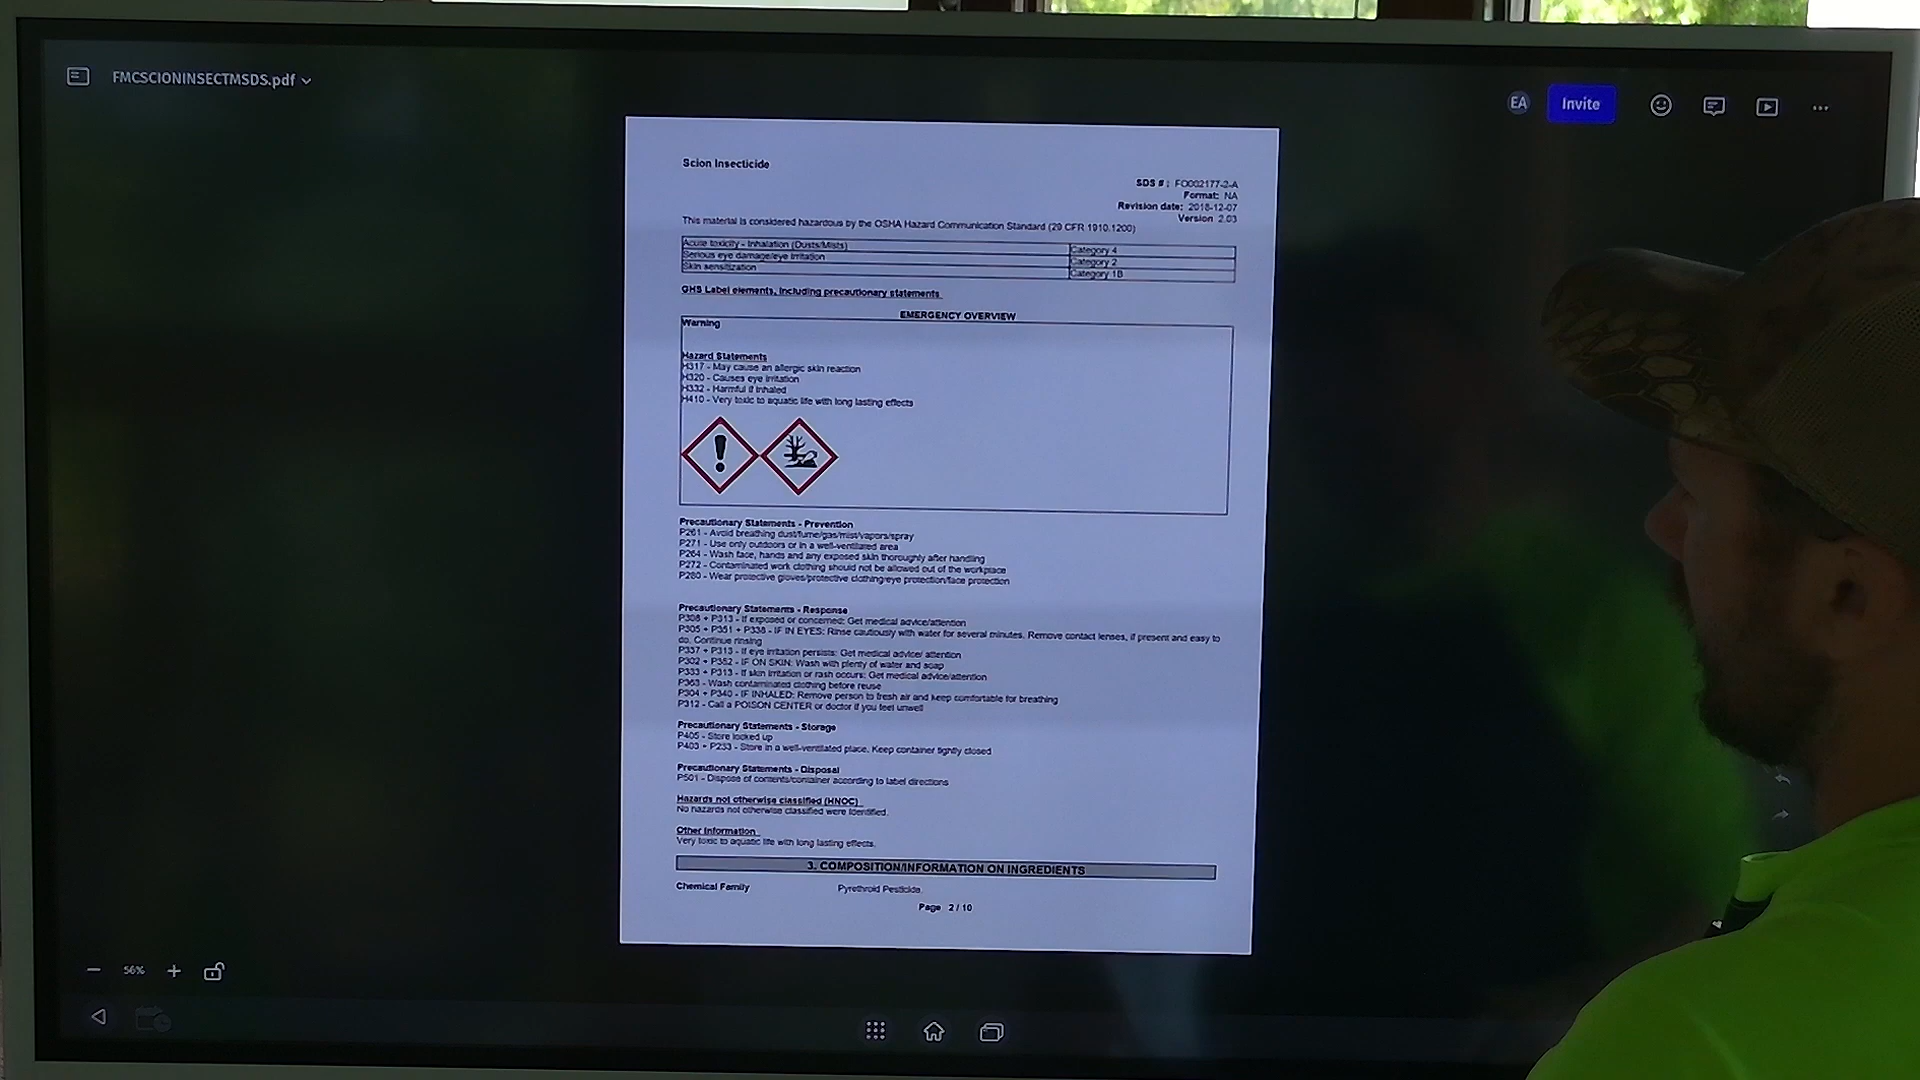 FMCSCIONINSECTMSDS.pdf
EA
Invite
Scion Insecticide
SDS # : FO002177-2-A
Format: NA
Revision date: 2018-12-07
Version 2.03
This material is considered hazardous by the OSHA Hazard Communication Standard (29 CFR 1910.1200)
Acute toxicity - Inhalation (Dusts/Mists) Category 4
Serious eye damage/eye irritation Category 2
Skin sensitization Category 1B
GHS Label elements, including precautionary statements
EMERGENCY OVERVIEW
Warning
Hazard Statements
H317 - May cause an allergic skin reaction
H320 - Causes eye irritation
H332 - Harmful if inhaled
H410 - Very toxic to aquatic life with long lasting effects
Precautionary Statements - Prevention
P261 - Avoid breathing dust/fume/gas/mist/vapors/spray
P271 - Use only outdoors or in a well-ventilated area
P264 - Wash face, hands and any exposed skin thoroughly after handling
P272 - Contaminated work clothing should not be allowed out of the workplace
P280 - Wear protective gloves/protective clothing/eye protection/face protection
Precautionary Statements - Response
P308 + P313 - If exposed or concerned: Get medical advice/attention
P305 + P351 + P338 - IF IN EYES: Rinse cautiously with water for several minutes. Remove contact lenses, if present and easy to
do. Continue rinsing
P337 + P313 - If eye irritation persists: Get medical advice/ attention
P302 + P352 - IF ON SKIN: Wash with plenty of water and soap
P333 + P313 - If skin irritation or rash occurs: Get medical advice/attention
P363 - Wash contaminated clothing before reuse
P304 + P340 - IF INHALED: Remove person to fresh air and keep comfortable for breathing
P312 - Call a POISON CENTER or doctor if you feel unwell
Precautionary Statements - Storage
P405 - Store locked up
P403 + P233 - Store in a well-ventilated place. Keep container tightly closed
Precautionary Statements - Disposal
P501 - Dispose of contents/container according to label directions
Hazards not otherwise classified (HNOC)
No hazards not otherwise classified were identified.
Other Information
Very toxic to aquatic life with long lasting effects.
3. COMPOSITION/INFORMATION ON INGREDIENTS
Chemical Family Pyrethroid Pesticide.
Page 2 / 10
56%